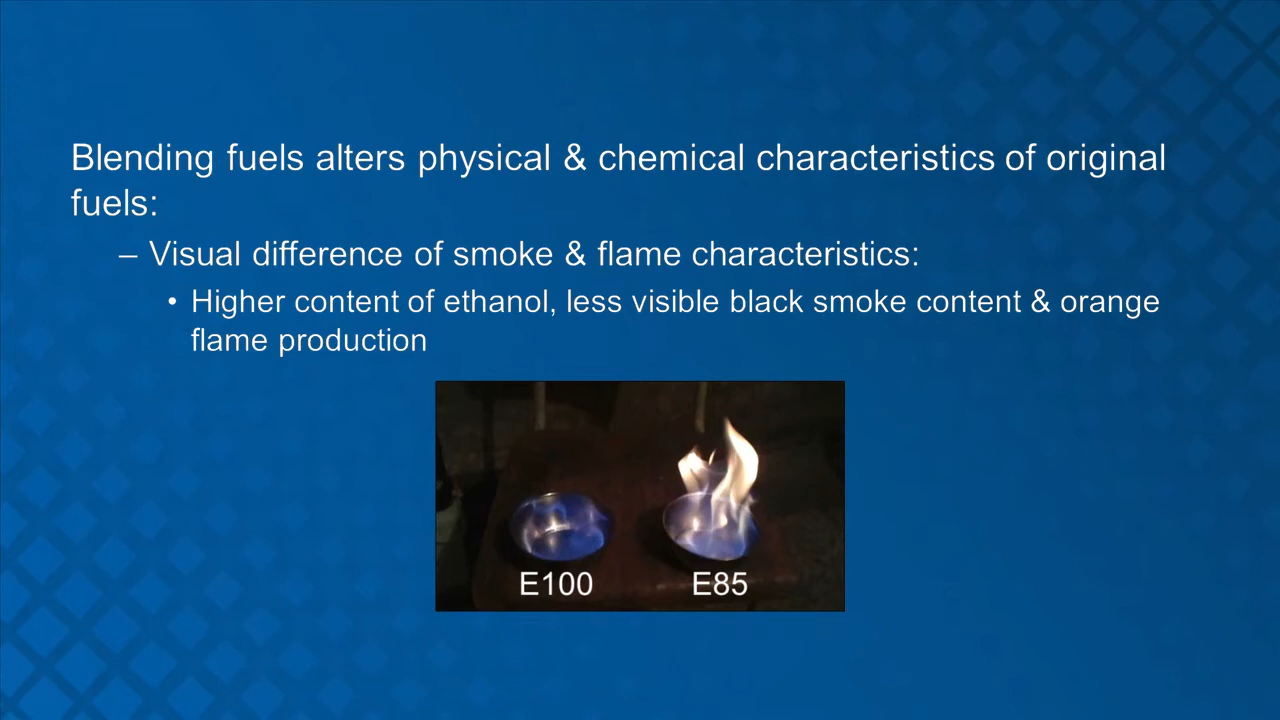 Blending fuels alters physical & chemical characteristics of original
fuels:
– Visual difference of smoke & flame characteristics:
• Higher content of ethanol, less visible black smoke content & orange
flame production
E100 E85